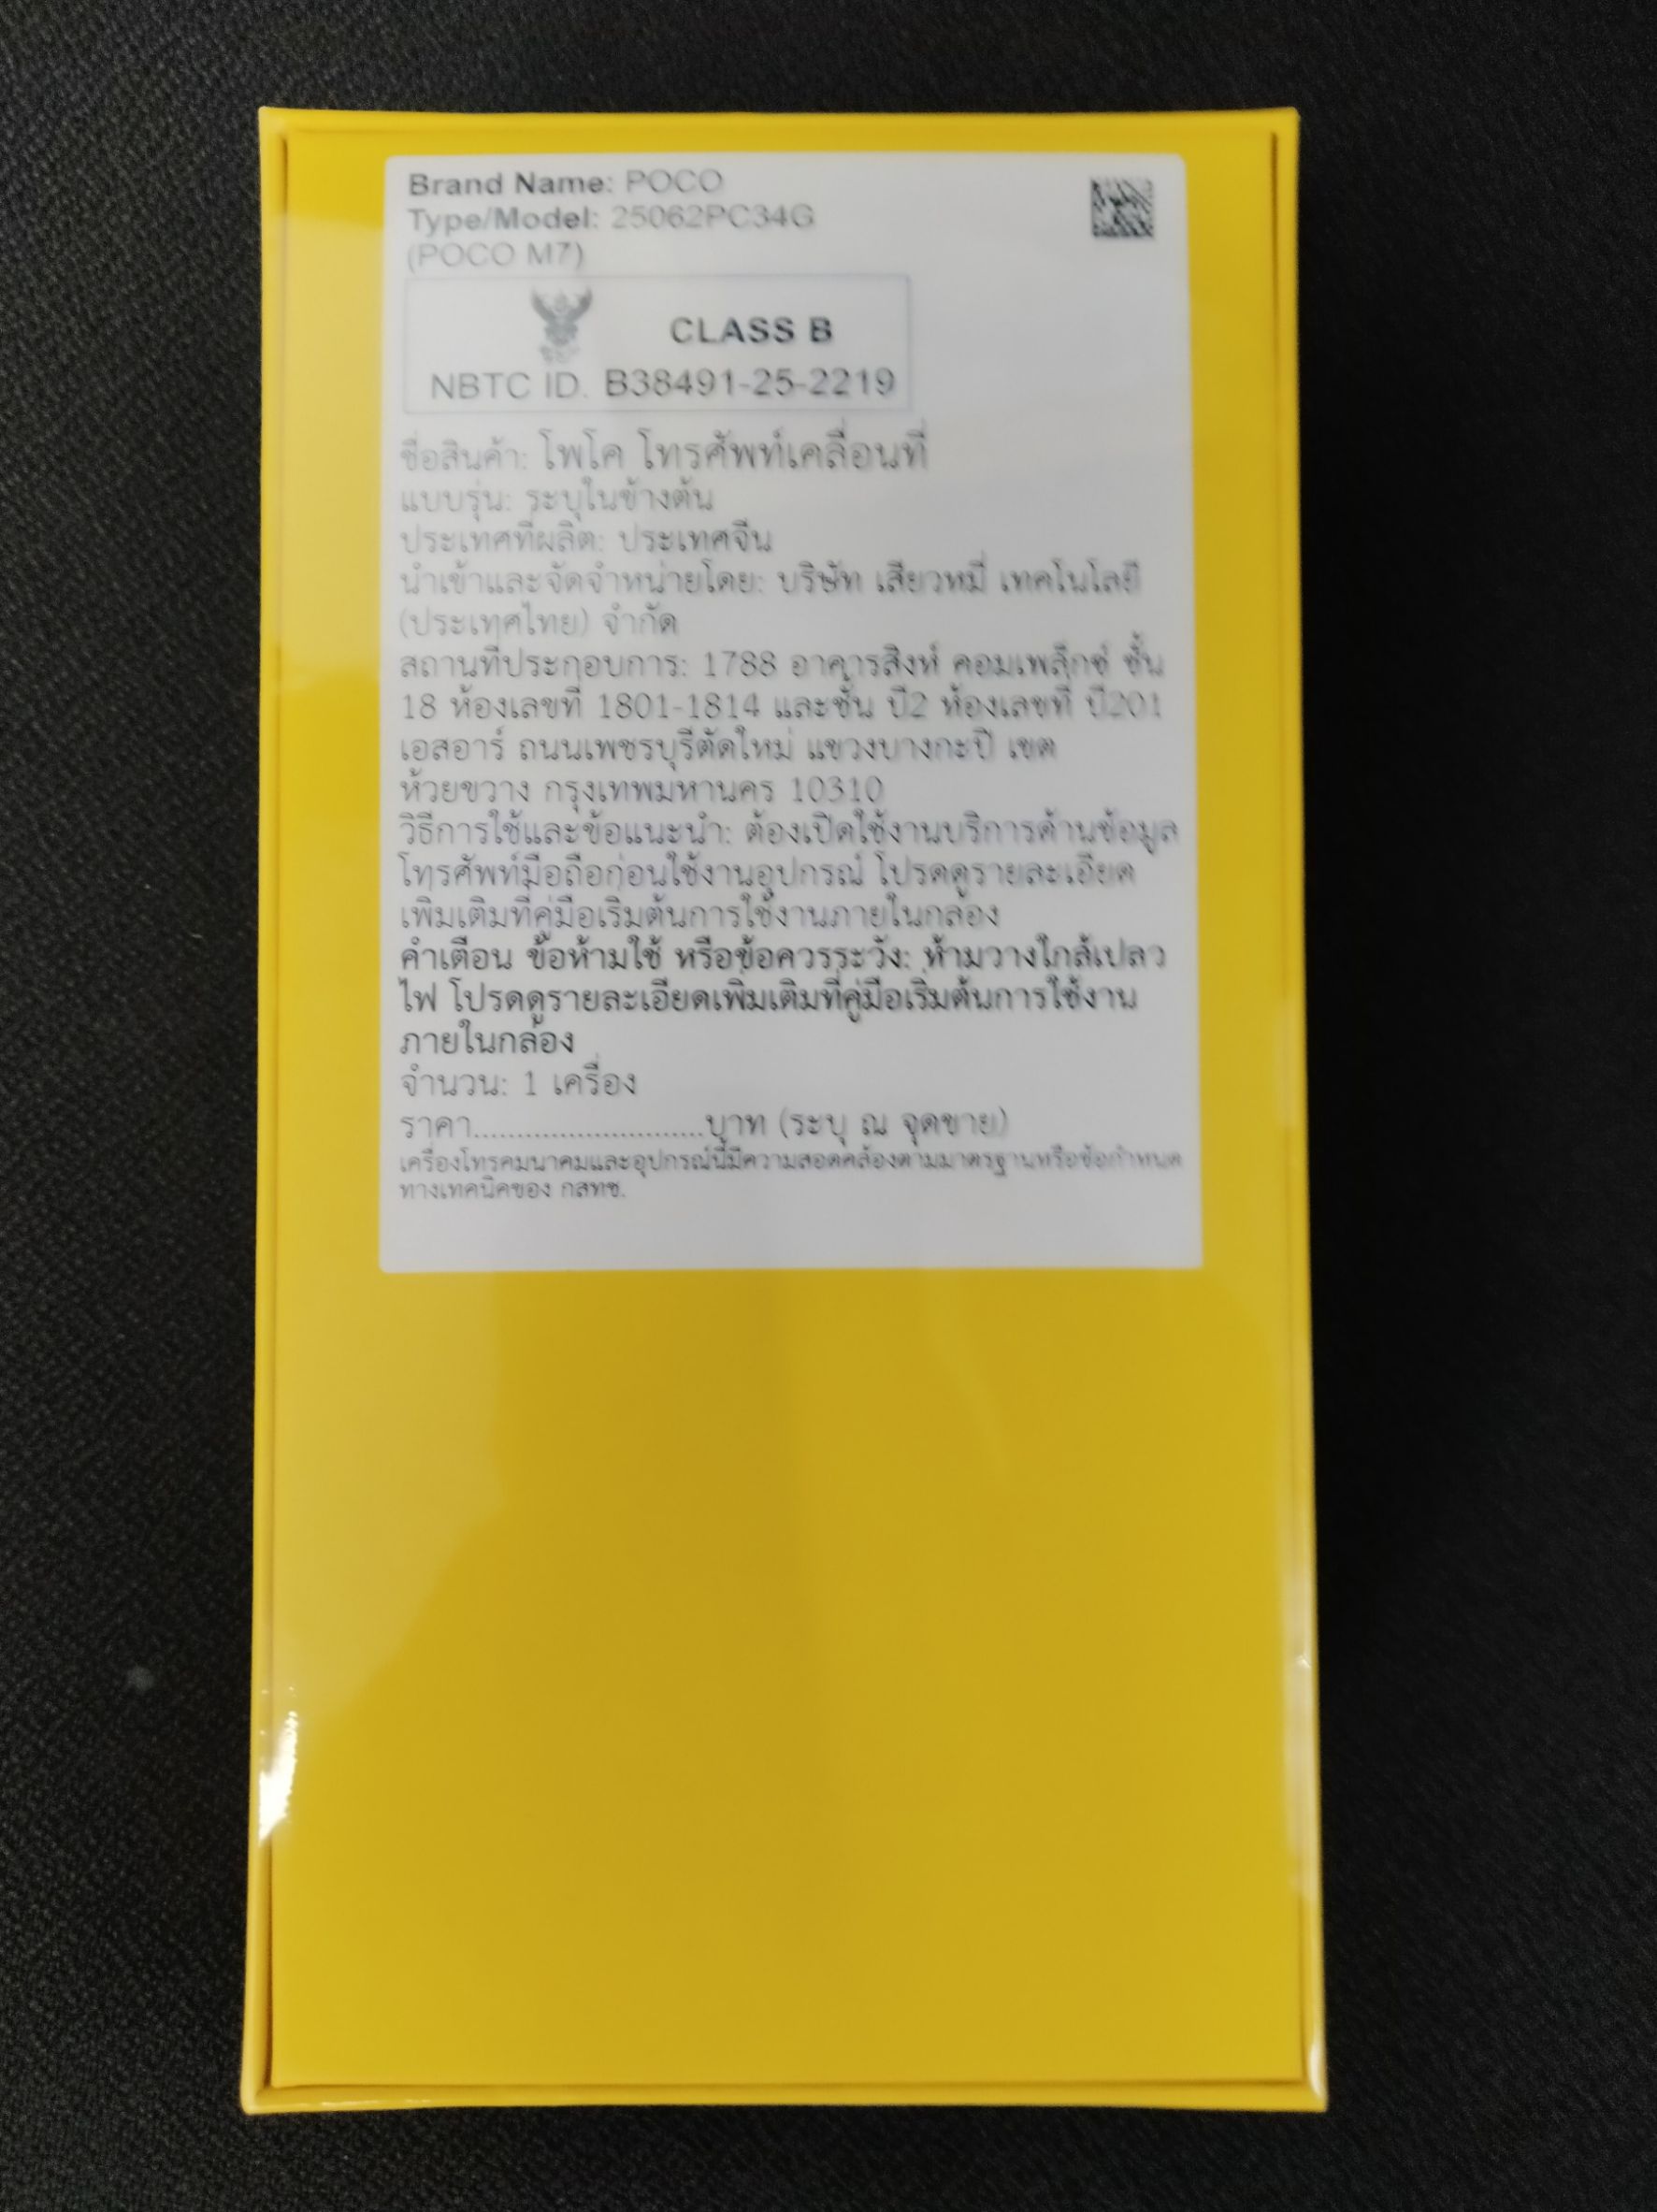 Brand Name: POCO
Type/Model: 25062PC34G
(POCO M7)
CLASS B
NBTC ID. B38491-25-2219
ชื่อสินค้า: โพโค โทรศัพท์เคลื่อนที่
แบบรุ่น: ระบุในข้างต้น
ประเทศที่ผลิต: ประเทศจีน
นำเข้าและจัดจำหน่ายโดย: บริษัท เสียวหมี่ เทคโนโลยี
(ประเทศไทย) จำกัด
สถานที่ประกอบการ: 1788 อาคารสิงห์ คอมเพล็กซ์ ชั้น
18 ห้องเลขที่ 1801-1814 และชั้น บี2 ห้องเลขที่ บี201
เอสอาร์ ถนนเพชรบุรีตัดใหม่ แขวงบางกะปิ เขต
ห้วยขวาง กรุงเทพมหานคร 10310
วิธีการใช้และข้อแนะนำ: ต้องเปิดใช้งานบริการด้านข้อมูล
โทรศัพท์มือถือก่อนใช้งานอุปกรณ์ โปรดดูรายละเอียด
เพิ่มเติมที่คู่มือเริ่มต้นการใช้งานภายในกล่อง
คำเตือน ข้อห้ามใช้ หรือข้อควรระวัง: ห้ามวางใกล้เปลว
ไฟ โปรดดูรายละเอียดเพิ่มเติมที่คู่มือเริ่มต้นการใช้งาน
ภายในกล่อง
จำนวน: 1 เครื่อง
ราคา...........................บาท (ระบุ ณ จุดขาย)
เครื่องโทรคมนาคมและอุปกรณ์นี้มีความสอดคล้องตามมาตรฐานหรือข้อกำหนด
ทางเทคนิคของ กสทช.